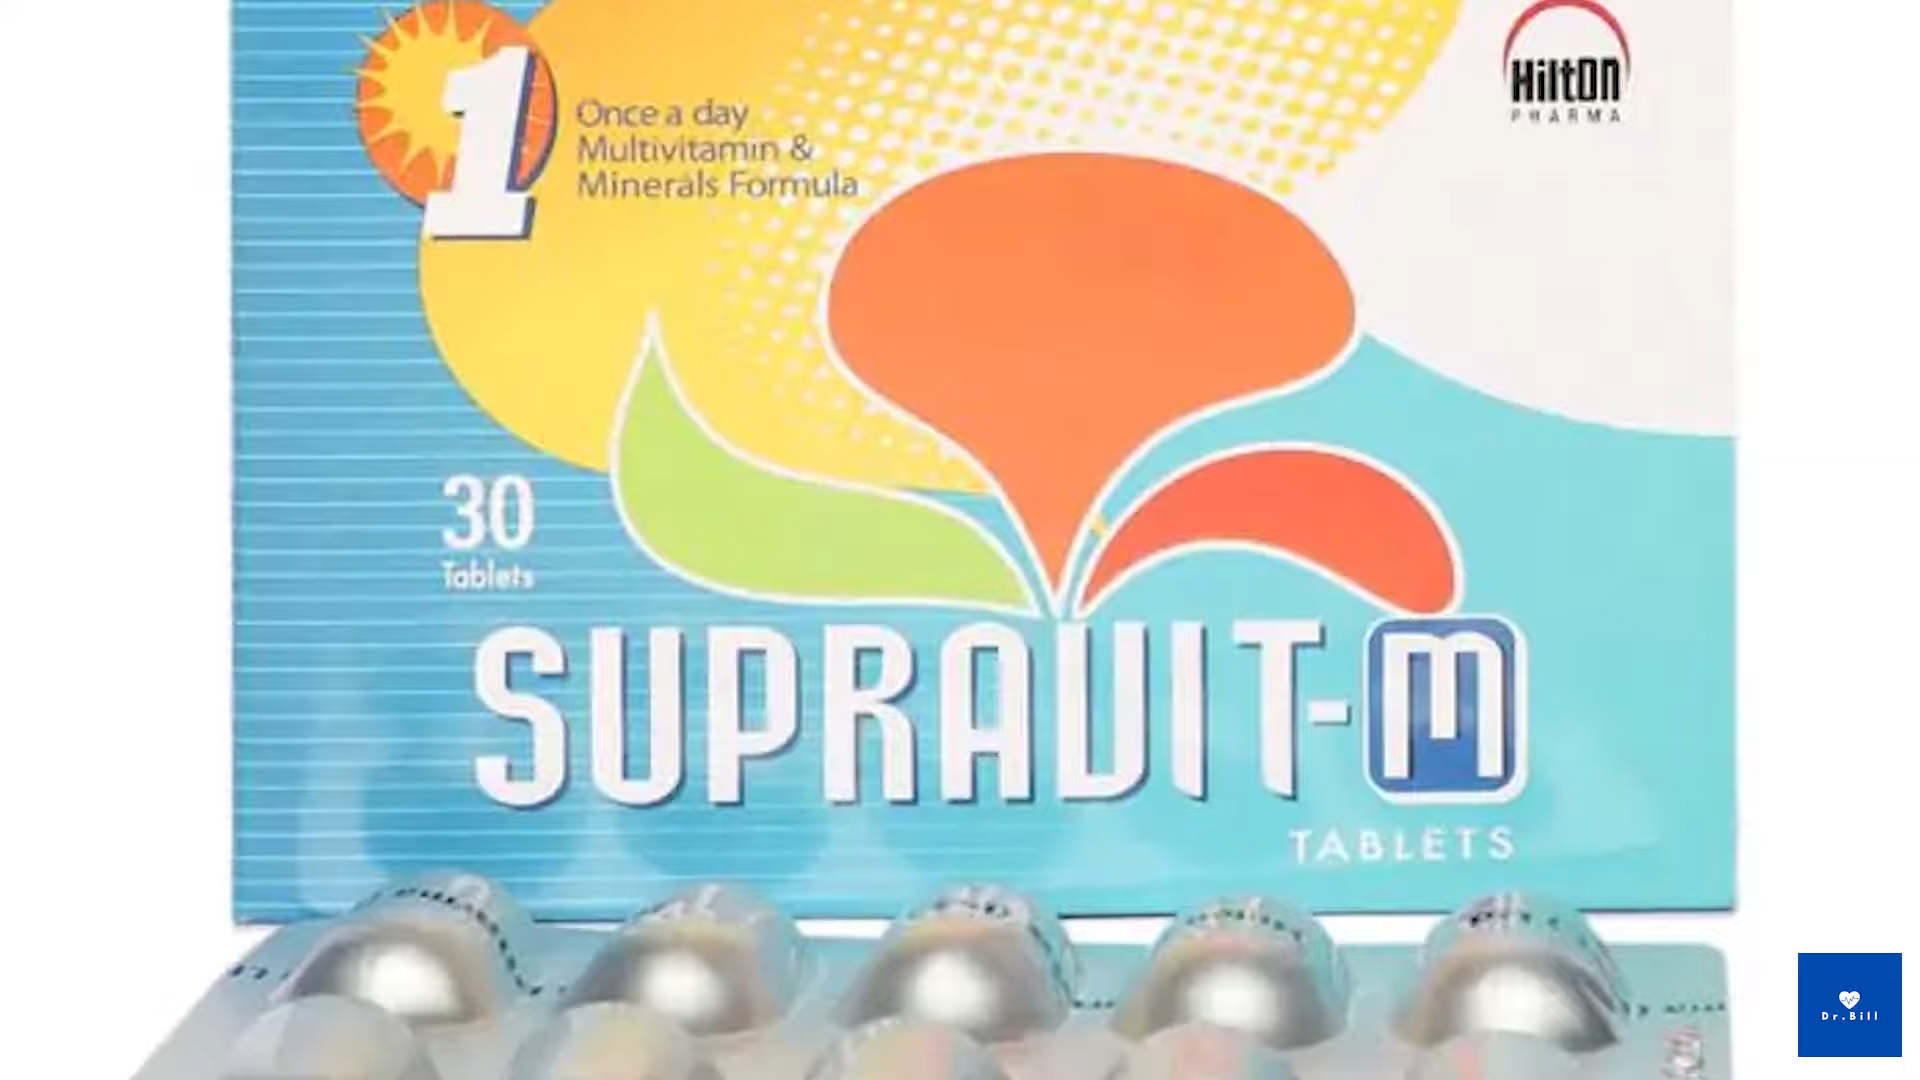 1
Once a day
Multivitamin &
Minerals Formula
HiltON
PHARMA
30
Tablets
SUPRAVIT-M
TABLETS
Dr.Bill